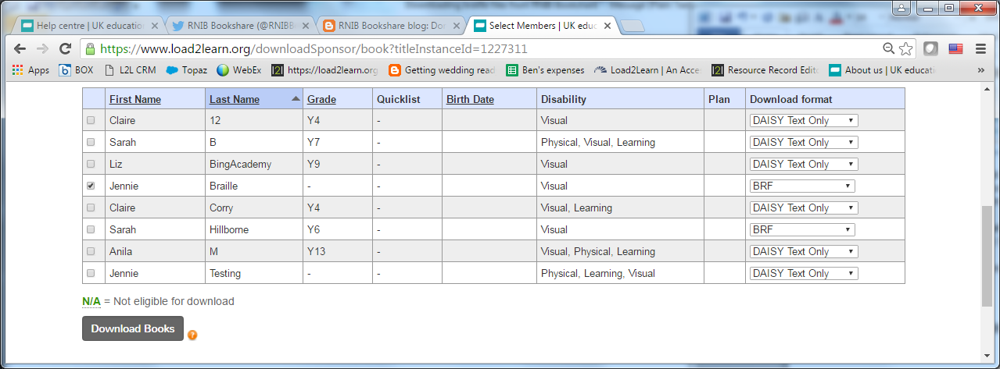 Help centre | UK educatio
RNIB Bookshare (@RNIBB
RNIB Bookshare blog: Don
Select Members | UK educ
https://www.load2learn.org/downloadSponsor/book?titleInstanceId=1227311
Apps BOX L2L CRM Topaz WebEx https://load2learn.org Getting wedding read Ben's expenses Load2Learn | An Acce Resource Record Edit About us | UK educati »
First Name Last Name Grade Quicklist Birth Date Disability Plan Download format
Claire 12 Y4 - Visual DAISY Text Only
Sarah B Y7 - Physical, Visual, Learning DAISY Text Only
Liz BingAcademy Y9 - Visual DAISY Text Only
Jennie Braille - - Visual BRF
Claire Corry Y4 - Visual, Learning DAISY Text Only
Sarah Hillborne Y6 - Visual BRF
Anila M Y13 - Visual, Physical, Learning DAISY Text Only
Jennie Testing - - Physical, Learning, Visual DAISY Text Only
N/A = Not eligible for download
Download Books ?